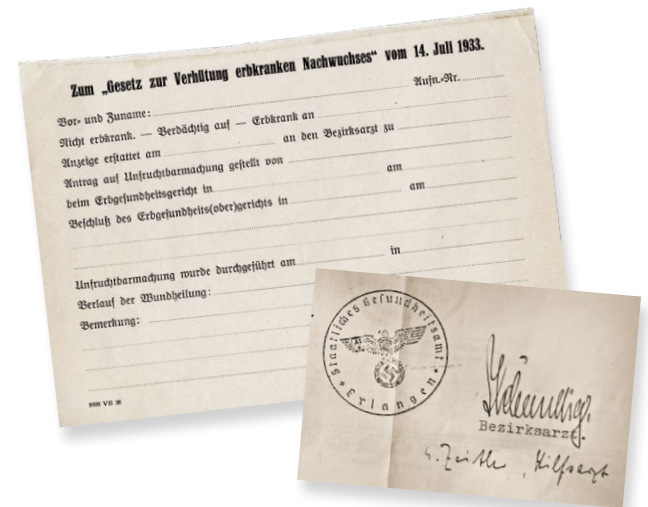 Zum „Gesetz zur Verhütung erbkranken Nachwuchses“ vom 14. Juli 1933.
Aufn.-Nr.
Vor- und Zuname:
Nicht erbkrank. — Verdächtig auf — Erbkrank an
Anzeige erstattet am an den Bezirksarzt zu
Antrag auf Unfruchtbarmachung gestellt von
beim Erbgesundheitsgericht in am
Beschluß des Erbgesundheits(ober)gerichts in am
Unfruchtbarmachung wurde durchgeführt am in
Verlauf der Wundheilung:
Bemerkung:
Staatliches Gesundheitsamt
Erlangen
Bezirksarzt.
Hilfsarzt